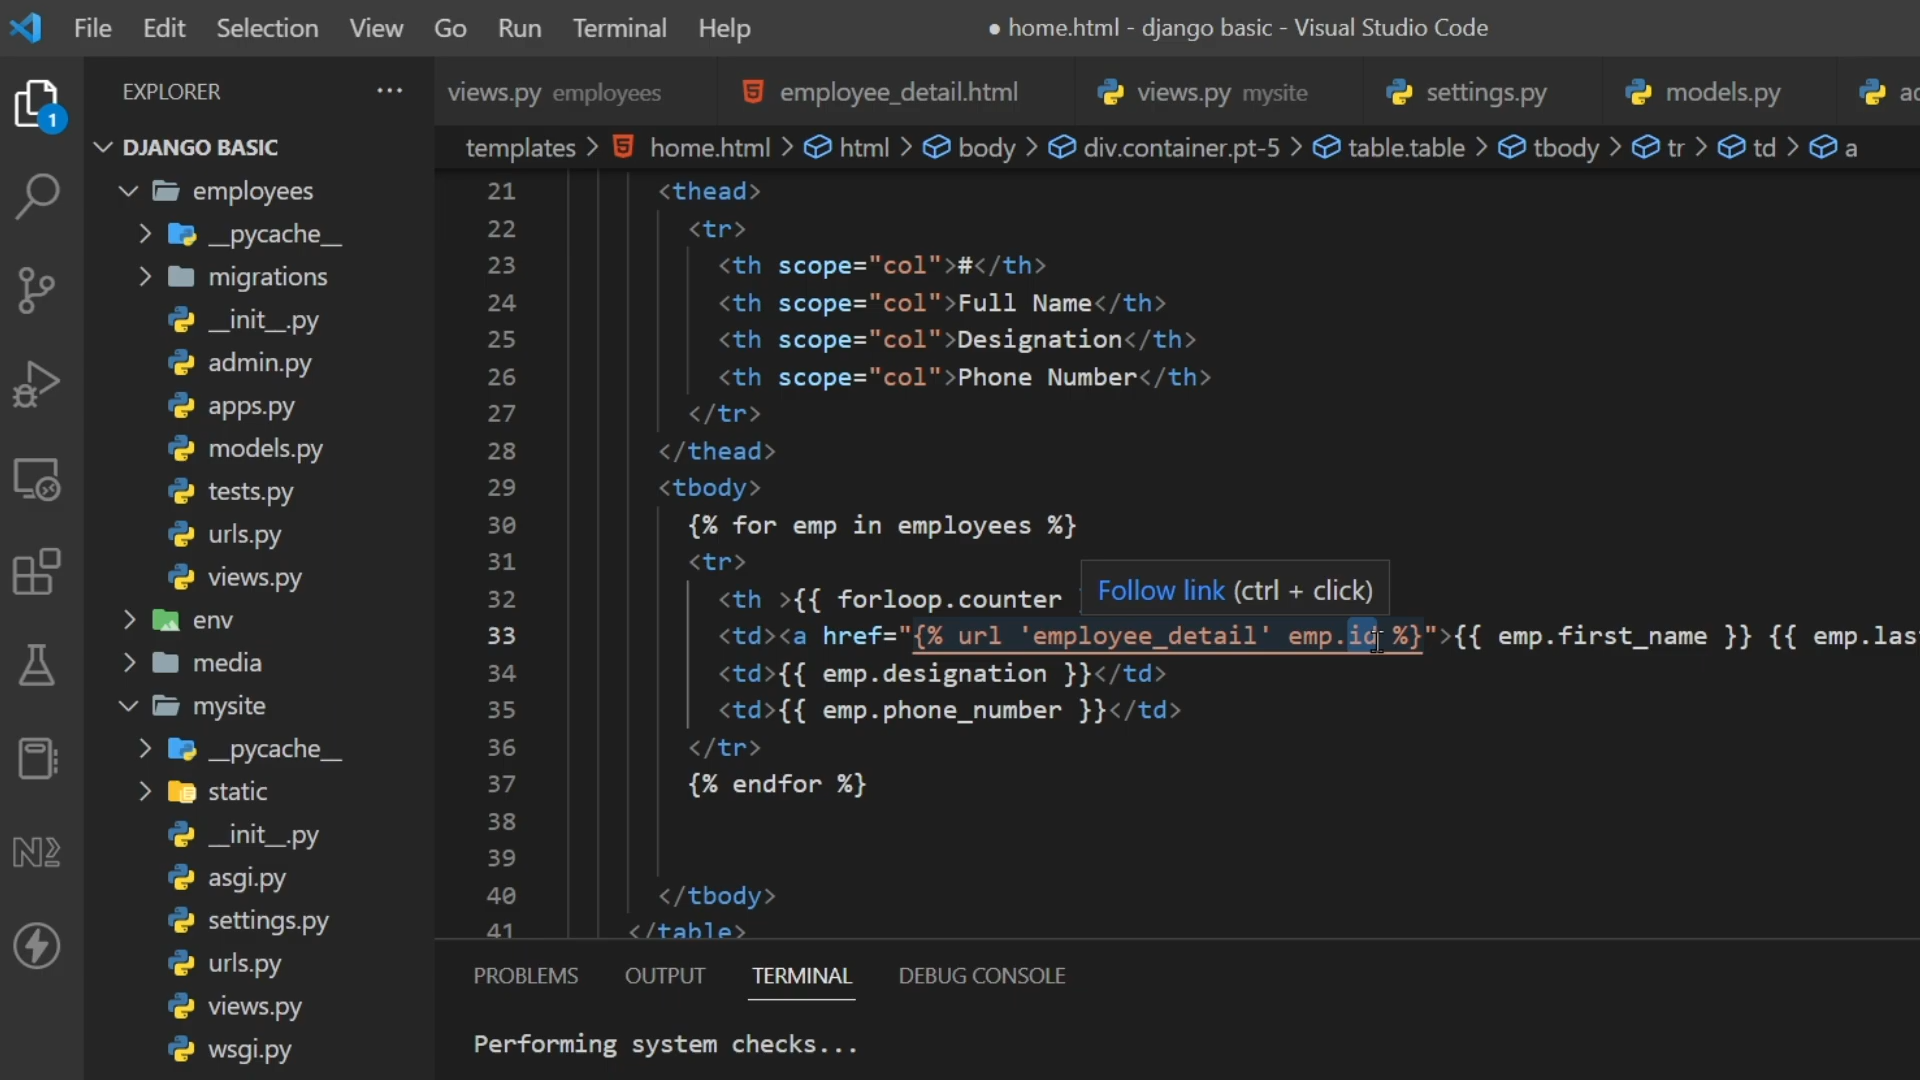 File Edit Selection View Go Run Terminal Help
● home.html - django basic - Visual Studio Code
EXPLORER ···
views.py employees employee_detail.html views.py mysite settings.py models.py
templates > home.html > html > body > div.container.pt-5 > table.table > tbody > tr > td > a
1
DJANGO BASIC
employees
__pycache__
migrations
__init__.py
admin.py
apps.py
models.py
tests.py
urls.py
views.py
env
media
mysite
__pycache__
static
__init__.py
asgi.py
settings.py
urls.py
views.py
wsgi.py
21 <thead>
22 <tr>
23 <th scope="col">#</th>
24 <th scope="col">Full Name</th>
25 <th scope="col">Designation</th>
26 <th scope="col">Phone Number</th>
27 </tr>
28 </thead>
29 <tbody>
30 {% for emp in employees %}
31 <tr>
Follow link (ctrl + click)
32 <th >{{ forloop.counter
33 <td><a href="{% url 'employee_detail' emp.id %}">{{ emp.first_name }} {{ emp.las
34 <td>{{ emp.designation }}</td>
35 <td>{{ emp.phone_number }}</td>
36 </tr>
37 {% endfor %}
38
39
40 </tbody>
41 </table>
PROBLEMS OUTPUT TERMINAL DEBUG CONSOLE
Performing system checks...